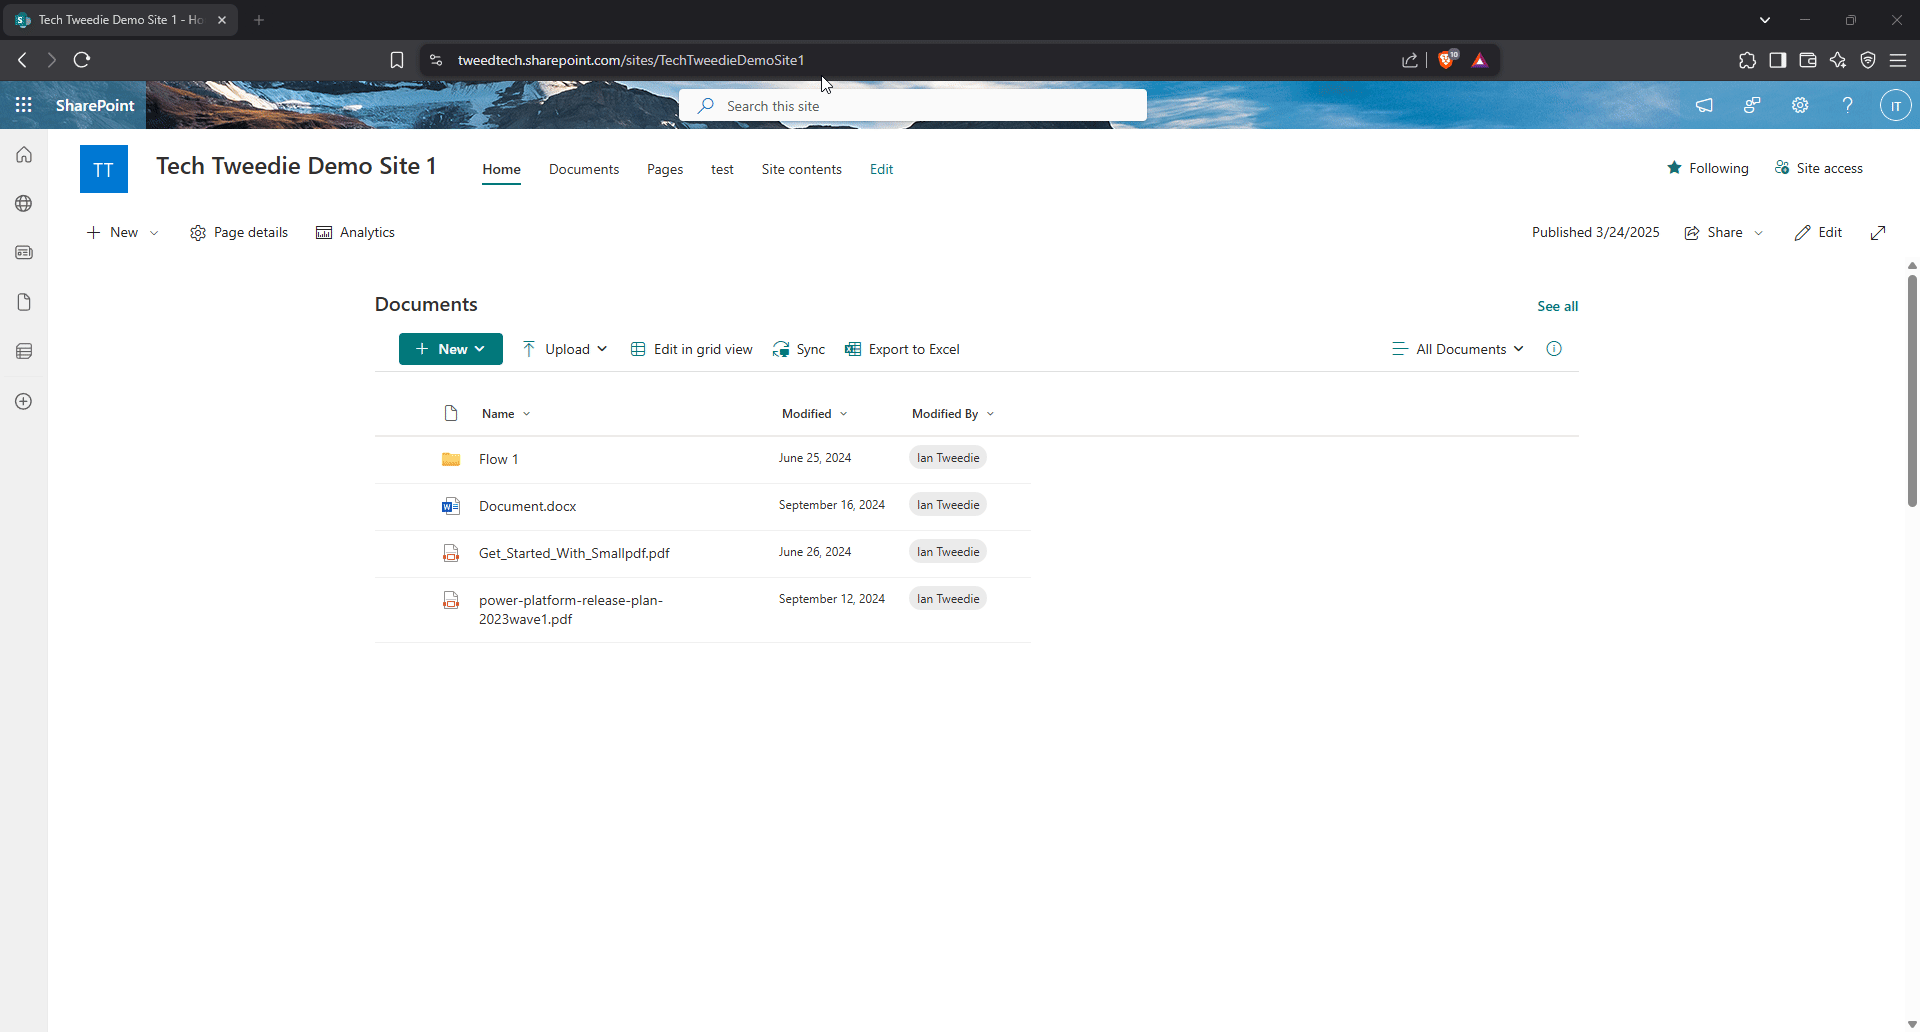 Tech Tweedie Demo Site 1 - Ho
tweedtech.sharepoint.com/sites/TechTweedieDemoSite1
10
SharePoint
Search this site
IT
TT
Tech Tweedie Demo Site 1
Home Documents Pages test Site contents Edit
Following Site access
New Page details Analytics
Published 3/24/2025 Share Edit
Documents
See all
New Upload Edit in grid view Sync Export to Excel
All Documents
Name Modified Modified By
Flow 1 June 25, 2024 Ian Tweedie
Document.docx September 16, 2024 Ian Tweedie
Get_Started_With_Smallpdf.pdf June 26, 2024 Ian Tweedie
power-platform-release-plan- September 12, 2024 Ian Tweedie
2023wave1.pdf